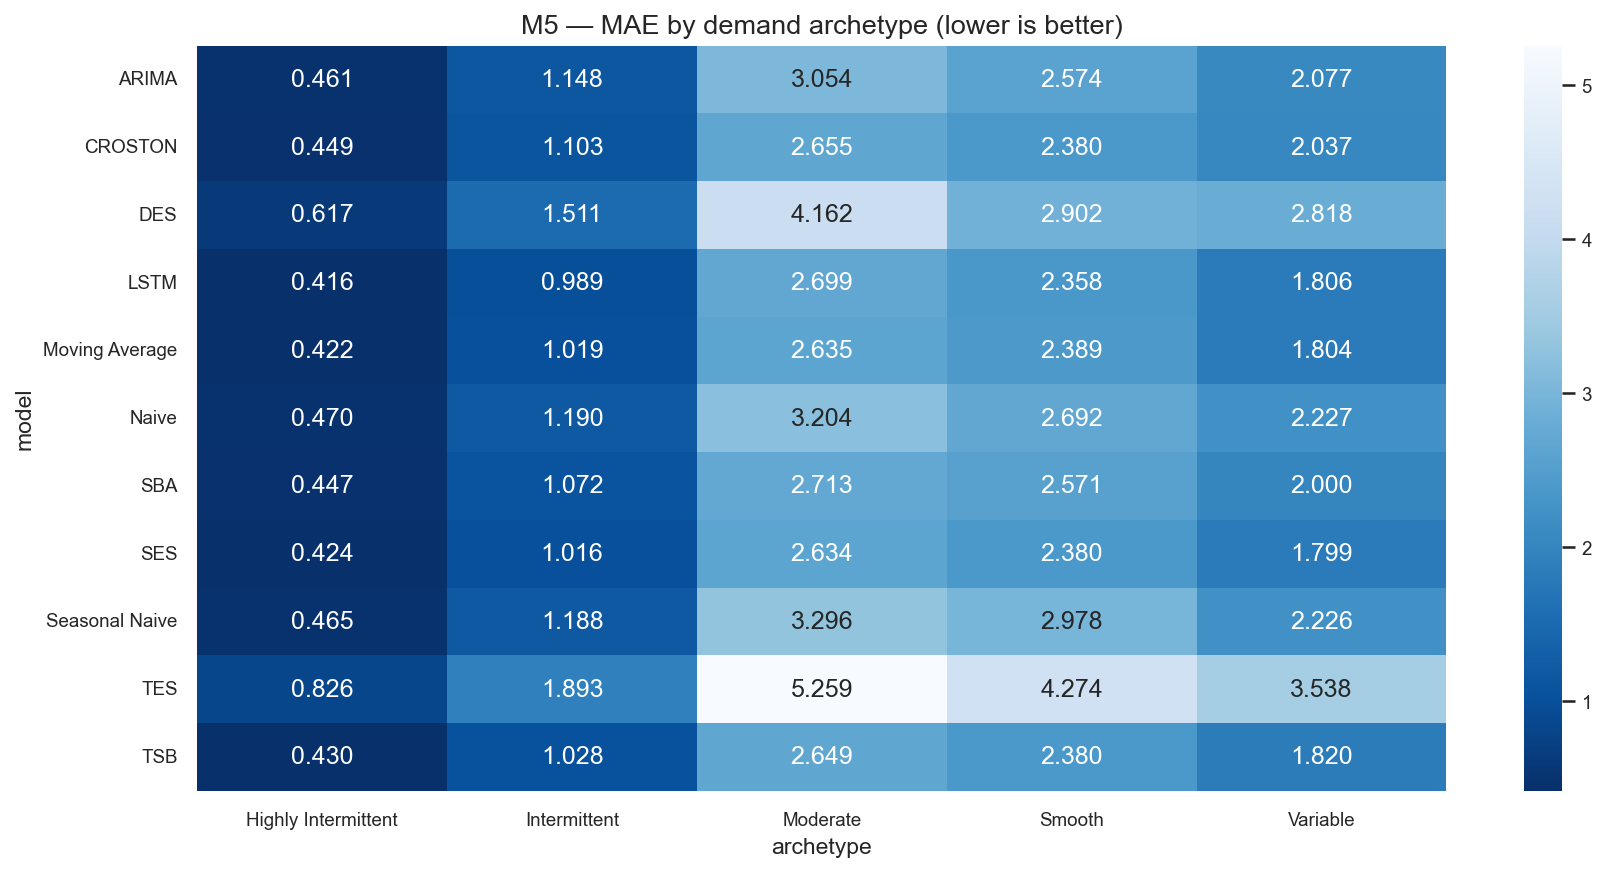 M5 — MAE by demand archetype (lower is better)
ARIMA 0.461 1.148 3.054 2.574 2.077
CROSTON 0.449 1.103 2.655 2.380 2.037
DES 0.617 1.511 4.162 2.902 2.818
LSTM 0.416 0.989 2.699 2.358 1.806
Moving Average 0.422 1.019 2.635 2.389 1.804
Naive 0.470 1.190 3.204 2.692 2.227
SBA 0.447 1.072 2.713 2.571 2.000
SES 0.424 1.016 2.634 2.380 1.799
Seasonal Naive 0.465 1.188 3.296 2.978 2.226
TES 0.826 1.893 5.259 4.274 3.538
TSB 0.430 1.028 2.649 2.380 1.820
Highly Intermittent Intermittent Moderate Smooth Variable
archetype
model
5
4
3
2
1